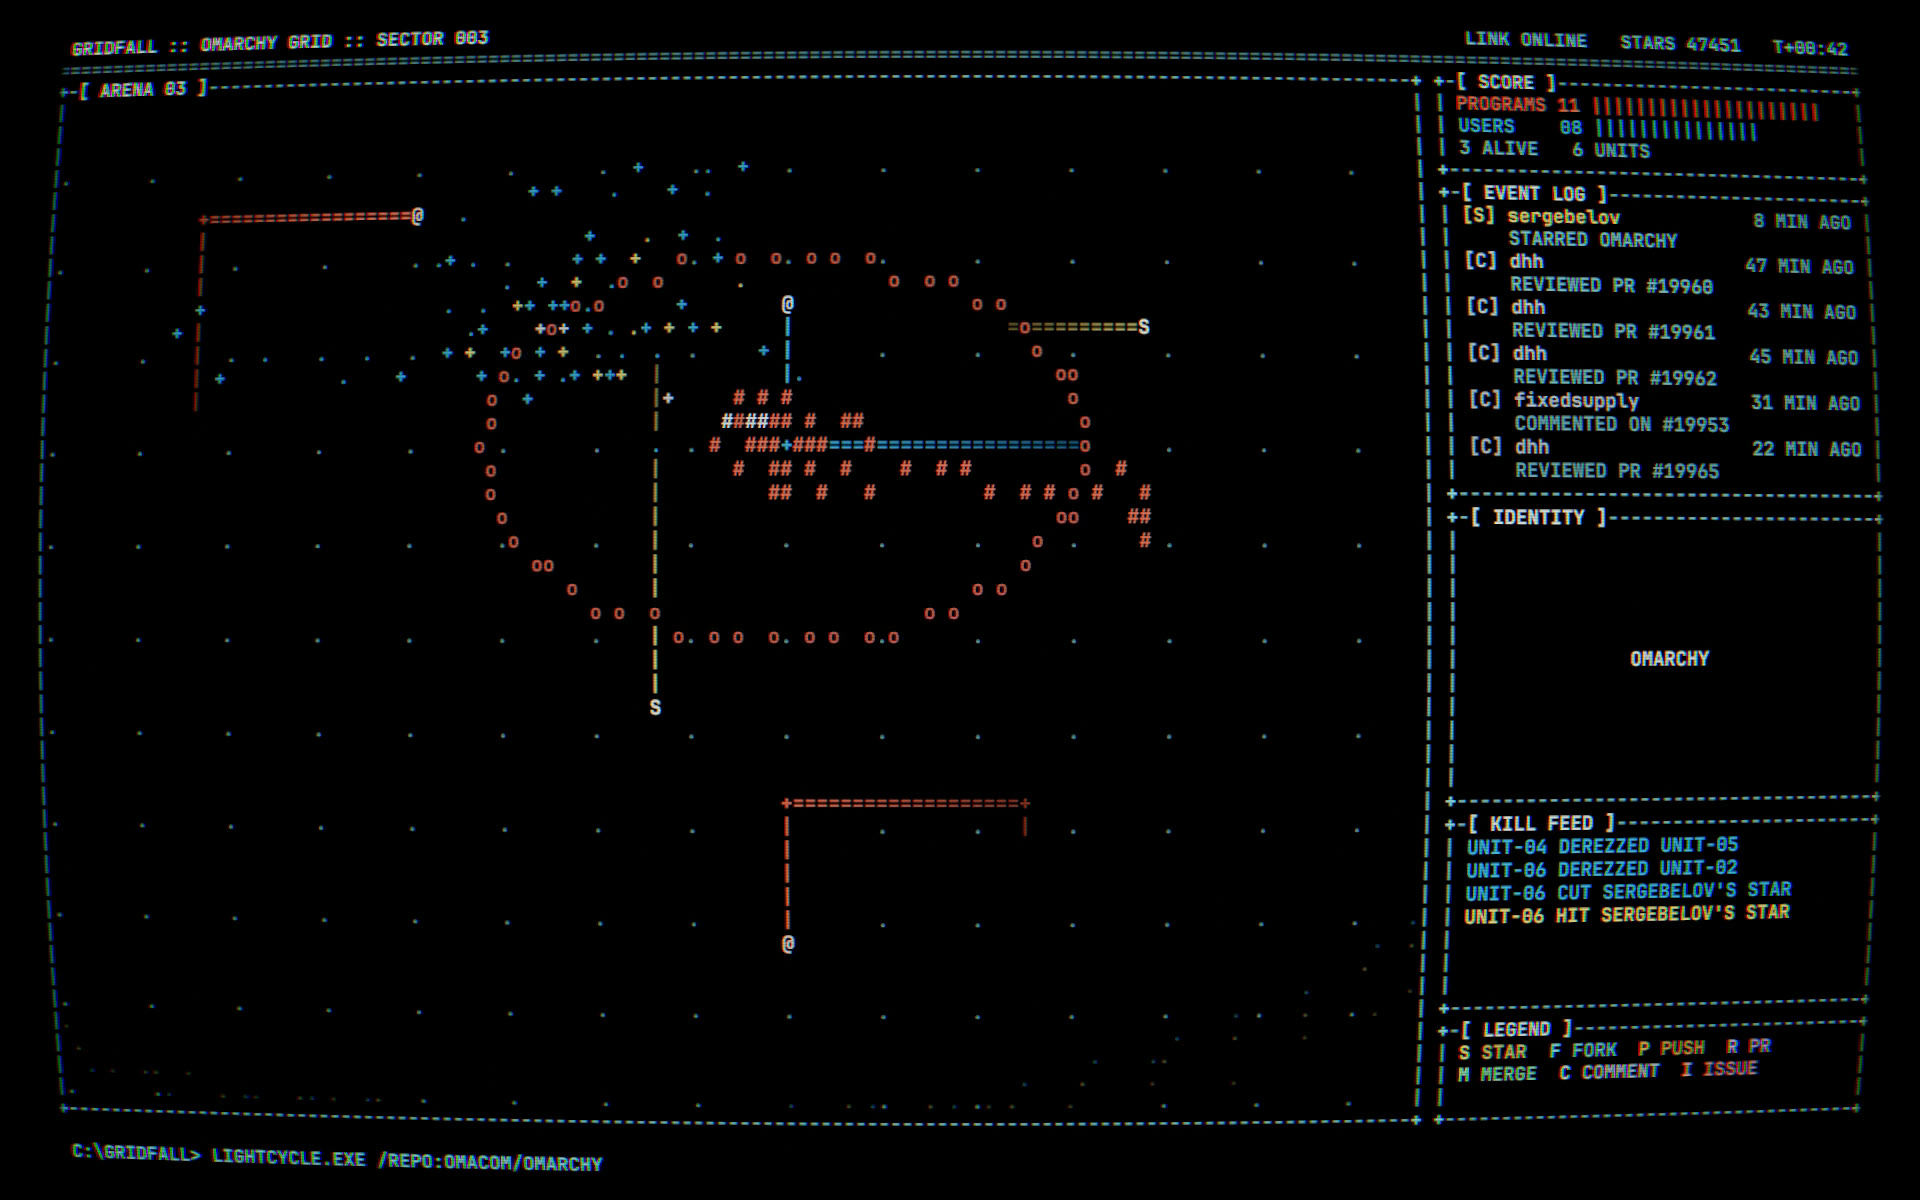 GRIDFALL :: OMARCHY GRID :: SECTOR 003
LINK ONLINE STARS 47451 T+00:42
[ ARENA 03 ]
[ SCORE ]
PROGRAMS 11
USERS 08
3 ALIVE 6 UNITS
[ EVENT LOG ]
[S] sergebelov 8 MIN AGO
STARRED OMARCHY
[C] dhh 47 MIN AGO
REVIEWED PR #19960
[C] dhh 43 MIN AGO
REVIEWED PR #19961
[C] dhh 45 MIN AGO
REVIEWED PR #19962
[C] fixedsupply 31 MIN AGO
COMMENTED ON #19953
[C] dhh 22 MIN AGO
REVIEWED PR #19965
[ IDENTITY ]
OMARCHY
[ KILL FEED ]
UNIT-04 DEREZZED UNIT-05
UNIT-06 DEREZZED UNIT-02
UNIT-06 CUT SERGEBELOV'S STAR
UNIT-06 HIT SERGEBELOV'S STAR
[ LEGEND ]
S STAR F FORK P PUSH R PR
M MERGE C COMMENT I ISSUE
C:\GRIDFALL> LIGHTCYCLE.EXE /REPO:OMACOM/OMARCHY